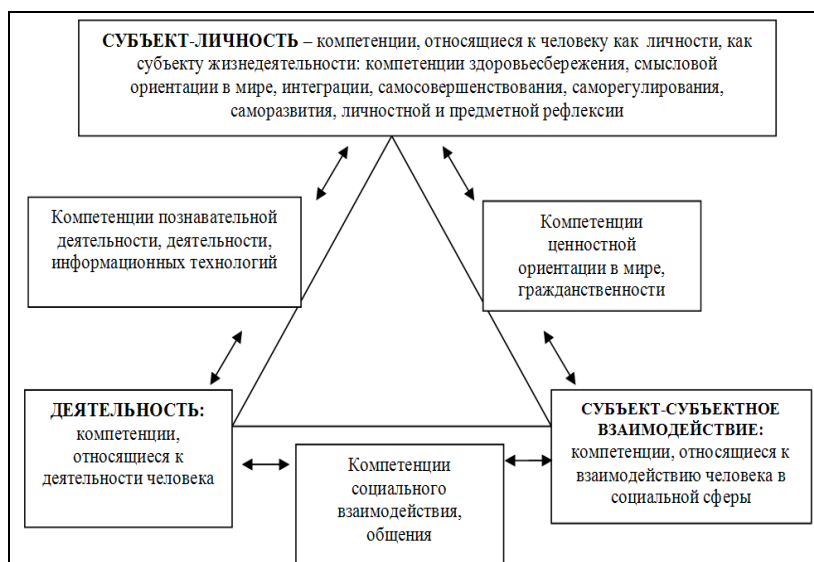 СУБЪЕКТ-ЛИЧНОСТЬ – компетенции, относящиеся к человеку как личности, как
субъекту жизнедеятельности: компетенции здоровьесбережения, смысловой
ориентации в мире, интеграции, самосовершенствования, саморегулирования,
саморазвития, личностной и предметной рефлексии
Компетенции познавательной
деятельности, деятельности,
информационных технологий
Компетенции
ценностной
ориентации в мире,
гражданственности
ДЕЯТЕЛЬНОСТЬ:
компетенции,
относящиеся к
деятельности человека
Компетенции
социального
взаимодействия,
общения
СУБЪЕКТ-СУБЪЕКТНОЕ
ВЗАИМОДЕЙСТВИЕ:
компетенции, относящиеся к
взаимодействию человека в
социальной сферы